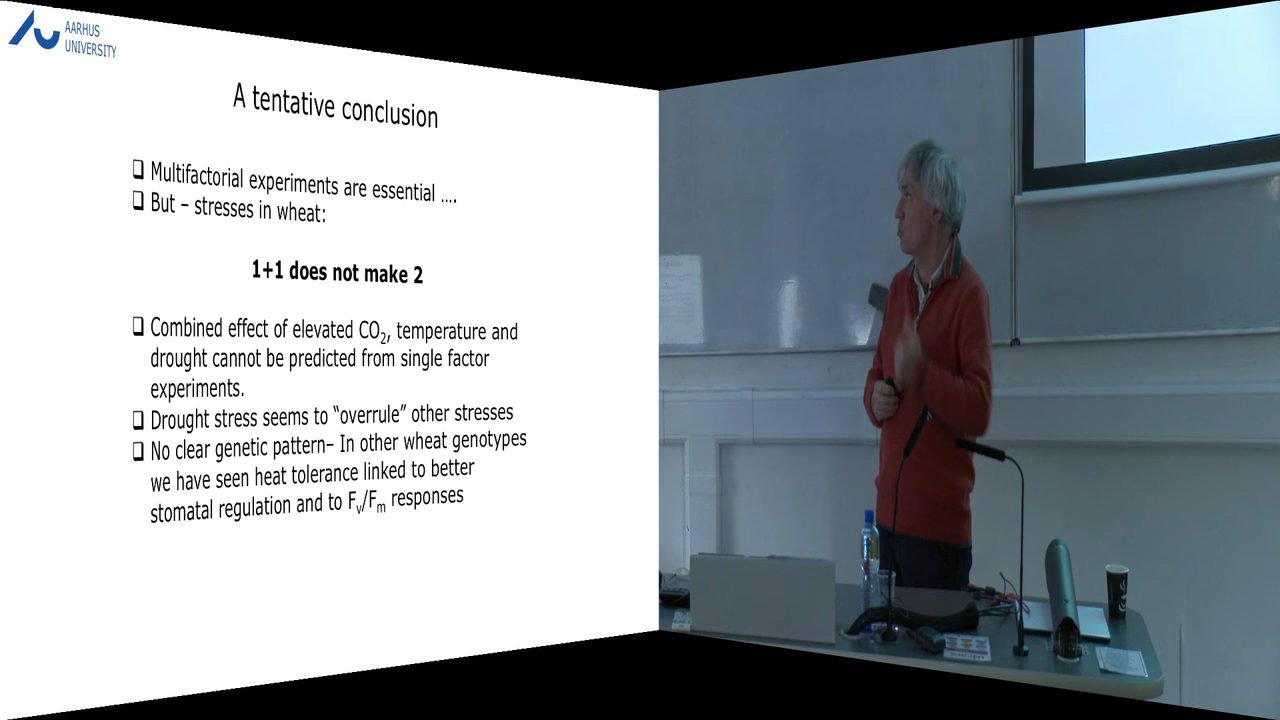 AARHUS
UNIVERSITY
A tentative conclusion
❑ Multifactorial experiments are essential ....
❑ But – stresses in wheat:
1+1 does not make 2
❑ Combined effect of elevated CO₂, temperature and
drought cannot be predicted from single factor
experiments.
❑ Drought stress seems to “overrule” other stresses
❑ No clear genetic pattern– In other wheat genotypes
we have seen heat tolerance linked to better
stomatal regulation and to Fᵥ/Fₘ responses